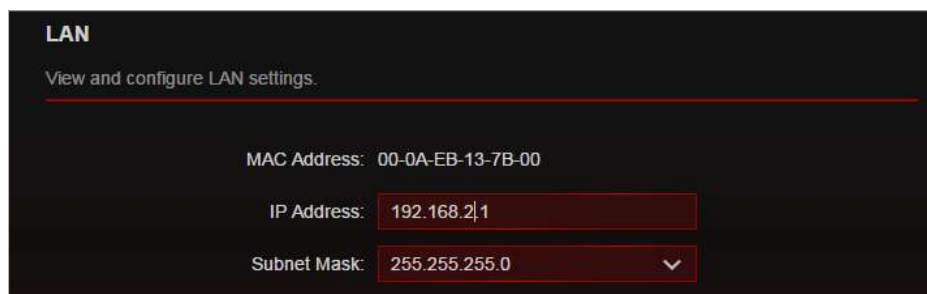 LAN
View and configure LAN settings.
MAC Address: 00-0A-EB-13-7B-00
IP Address: 192.168.2.1
Subnet Mask: 255.255.255.0